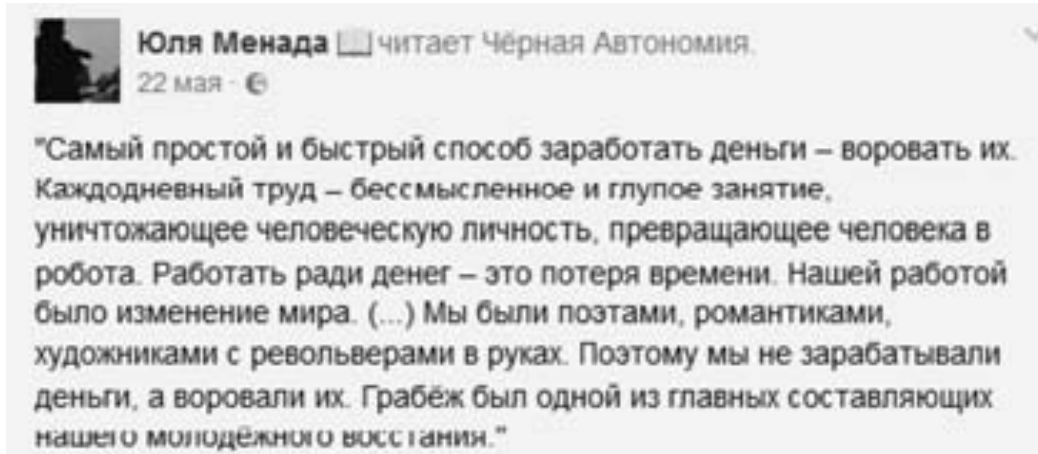 Юля Менада читает Чёрная Автономия.
22 мая ·
"Самый простой и быстрый способ заработать деньги – воровать их.
Каждодневный труд – бессмысленное и глупое занятие,
уничтожающее человеческую личность, превращающее человека в
робота. Работать ради денег – это потеря времени. Нашей работой
было изменение мира. (...) Мы были поэтами, романтиками,
художниками с револьверами в руках. Поэтому мы не зарабатывали
деньги, а воровали их. Грабёж был одной из главных составляющих
нашего молодёжного восстания."